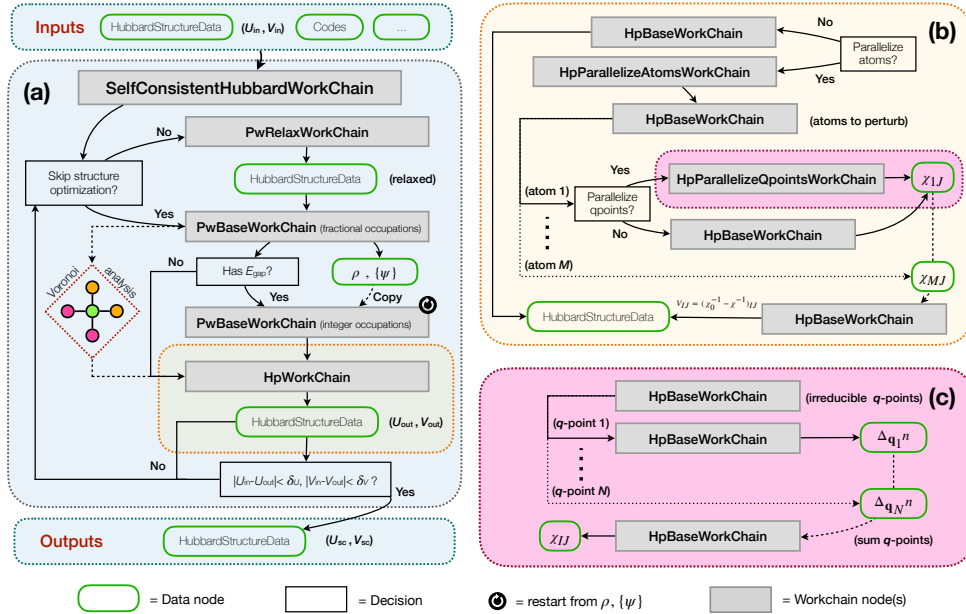 Inputs
HubbardStructureData
(Uin , Vin)
Codes
...
(a)
SelfConsistentHubbardWorkChain
No
PwRelaxWorkChain
Skip structure
optimization?
HubbardStructureData
(relaxed)
Yes
PwBaseWorkChain (fractional occupations)
Voronoi
analysis
No
Has Egap?
ρ , {ψ}
Yes
Copy
PwBaseWorkChain (integer occupations)
HpWorkChain
HubbardStructureData
(Uout , Vout)
No
|Uin-Uout|< δU, |Vin-Vout|< δV ?
Yes
Outputs
HubbardStructureData
(Usc , Vsc)
(b)
HpBaseWorkChain
No
Parallelize
atoms?
HpParallelizeAtomsWorkChain
Yes
HpBaseWorkChain
(atoms to perturb)
Yes
HpParallelizeQpointsWorkChain
χ1J
(atom 1)
Parallelize
qpoints?
No
HpBaseWorkChain
(atom M)
χMJ
VIJ = (χ0⁻¹ − χ⁻¹)IJ
HubbardStructureData
HpBaseWorkChain
(c)
HpBaseWorkChain
(irreducible q-points)
(q-point 1)
HpBaseWorkChain
Δq1n
(q-point N)
ΔqNn
χIJ
HpBaseWorkChain
(sum q-points)
= Data node
= Decision
= restart from ρ , {ψ}
= Workchain node(s)